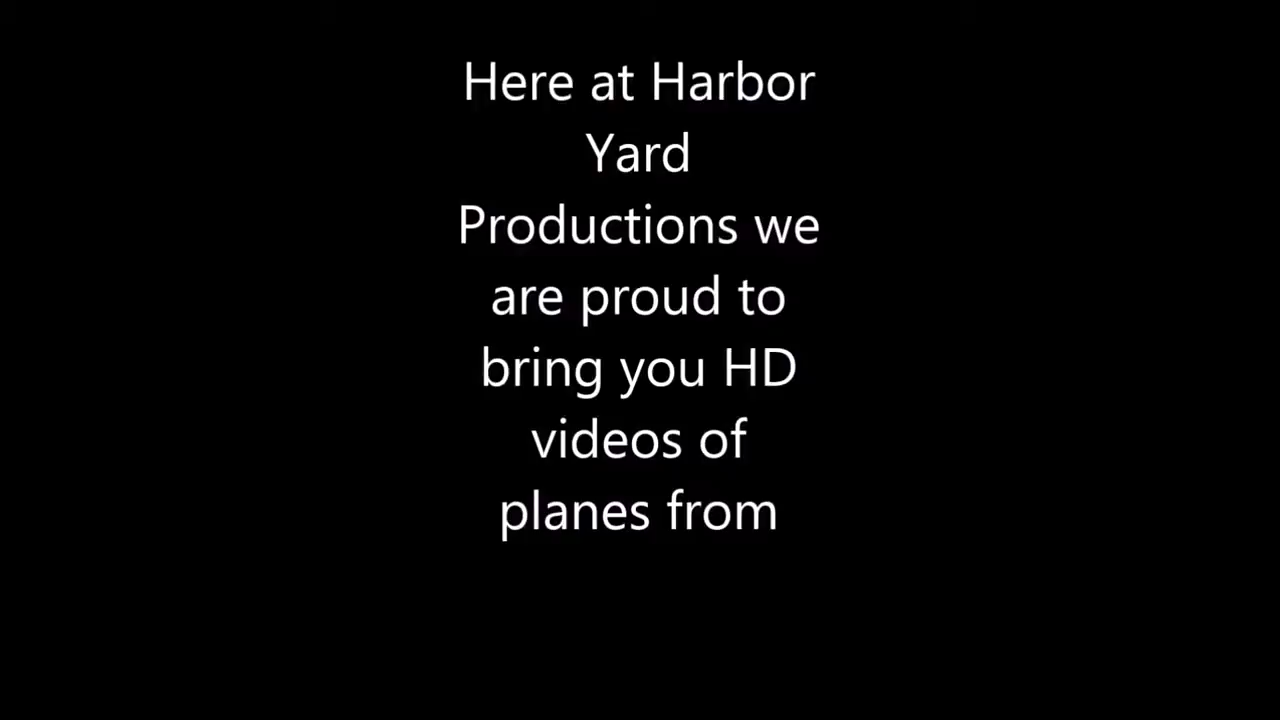 Here at Harbor
Yard
Productions we
are proud to
bring you HD
videos of
planes from